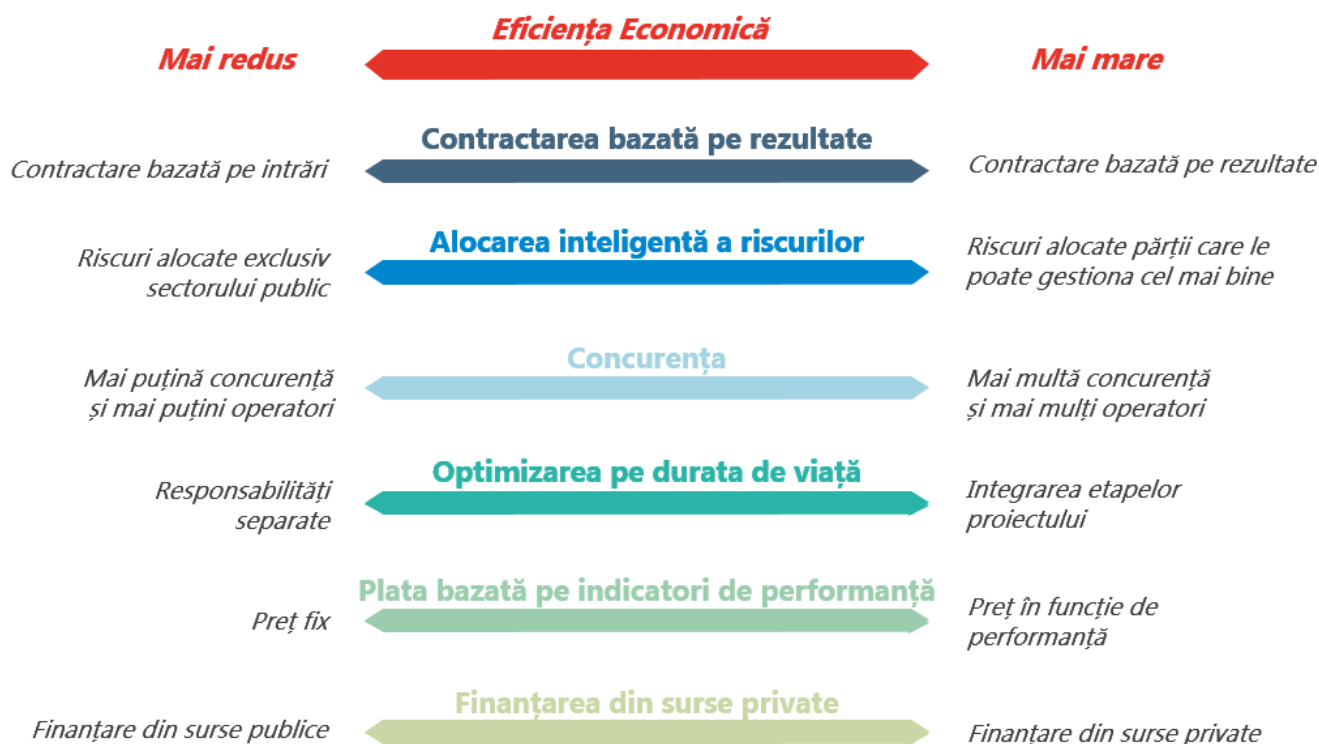 Eficiența Economică
Mai redus
Mai mare
Contractarea bazată pe rezultate
Contractare bazată pe intrări
Contractare bazată pe rezultate
Alocarea inteligentă a riscurilor
Riscuri alocate exclusiv
sectorului public
Riscuri alocate părții care le
poate gestiona cel mai bine
Concurența
Mai puțină concurență
și mai puțini operatori
Mai multă concurență
și mai mulți operatori
Optimizarea pe durata de viață
Responsabilități
separate
Integrarea etapelor
proiectului
Plata bazată pe indicatori de performanță
Preț fix
Preț în funcție de
performanță
Finanțarea din surse private
Finanțare din surse publice
Finanțare din surse private